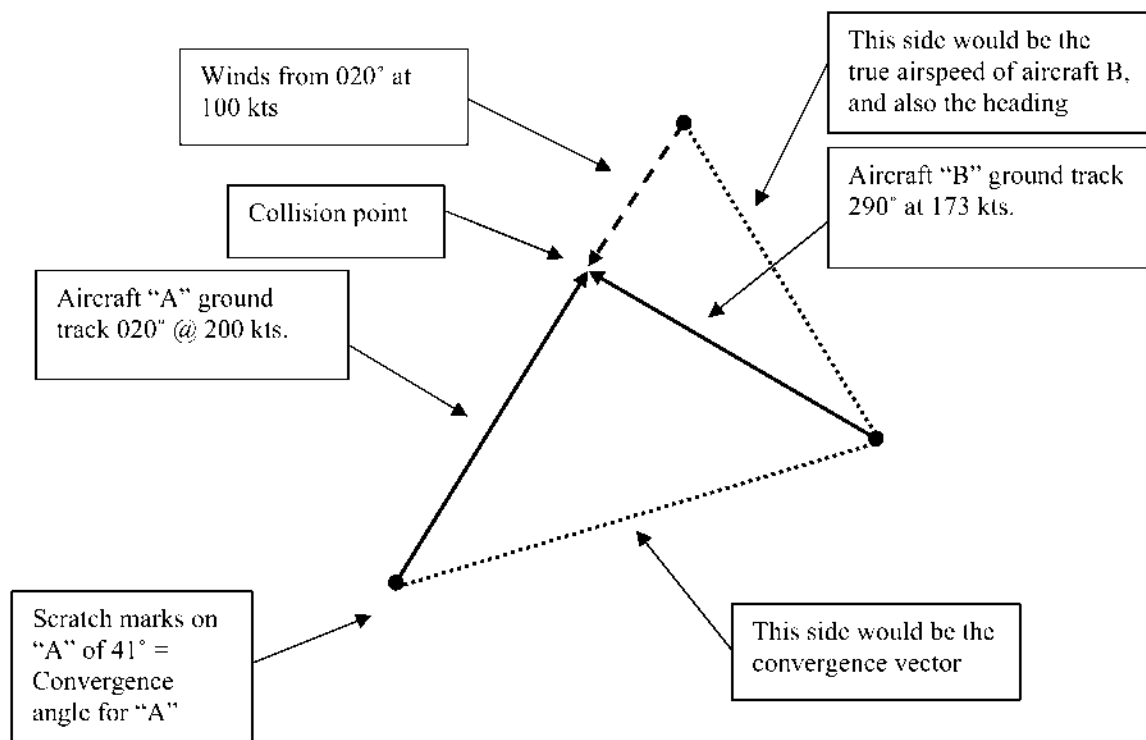 Winds from 020˚ at
100 kts
This side would be the
true airspeed of aircraft B,
and also the heading
Collision point
Aircraft “B” ground track
290˚ at 173 kts.
Aircraft “A” ground
track 020˚ @ 200 kts.
Scratch marks on
“A” of 41˚ =
Convergence
angle for “A”
This side would be the
convergence vector